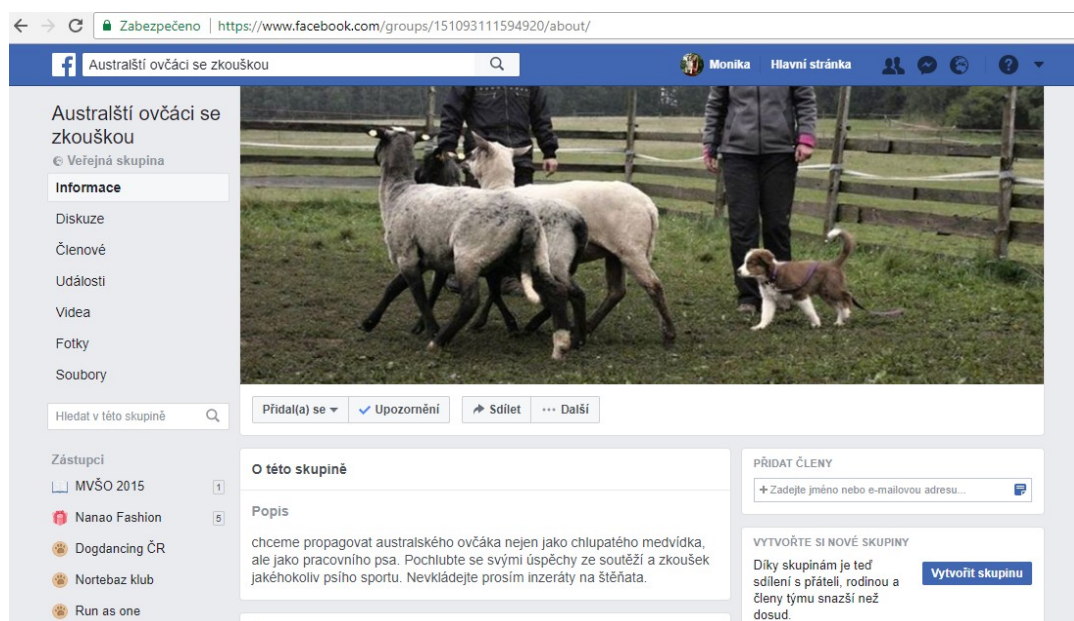 Zabezpečeno | https://www.facebook.com/groups/151093111594920/about/
Australští ovčáci se zkouškou
Monika
Hlavní stránka
Australští ovčáci se
zkouškou
Veřejná skupina
Informace
Diskuze
Členové
Události
Videa
Fotky
Soubory
Hledat v této skupině
Zástupci
MVŠO 2015 1
Nanao Fashion 5
Dogdancing ČR
Nortebaz klub
Run as one
Přidal(a) se
Upozornění
Sdílet
Další
O této skupině
Popis
chceme propagovat australského ovčáka nejen jako chlupatého medvídka,
ale jako pracovního psa. Pochlubte se svými úspěchy ze soutěží a zkoušek
jakéhokoliv psího sportu. Nevkládejte prosím inzeráty na štěňata.
PŘIDAT ČLENY
+ Zadejte jméno nebo e-mailovou adresu...
VYTVOŘTE SI NOVÉ SKUPINY
Díky skupinám je teď
sdílení s přáteli, rodinou a
členy týmu snazší než
dosud.
Vytvořit skupinu